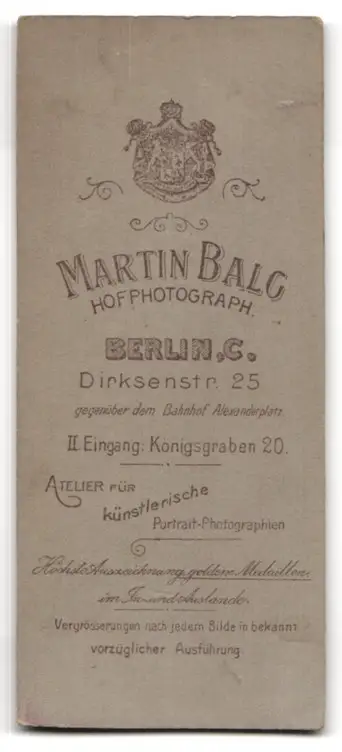 MARTIN BALG
HOFPHOTOGRAPH.
BERLIN, C.
Dirksenstr. 25
gegenüber dem Bahnhof Alexanderplatz
II. Eingang: Königsgraben 20.
ATELIER FÜR
künstlerische
Portrait-Photographien
Höchste Auszeichnung, goldene Medaillen
im In- und Auslande.
Vergrösserungen nach jedem Bilde in bekannt
vorzüglicher Ausführung